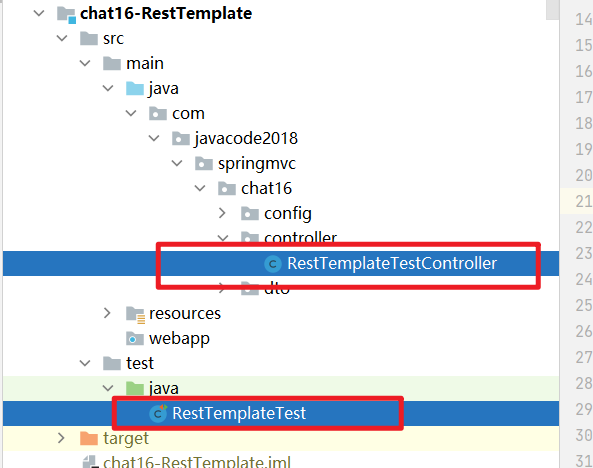 chat16-RestTemplate
src
main
java
com
javacode2018
springmvc
chat16
config
controller
RestTemplateTestController
dto
resources
webapp
test
java
RestTemplateTest
target
chat16-RestTemplate.iml
14
15
16
17
18
19
20
21
22
23
24
25
26
27
28
29
30
31